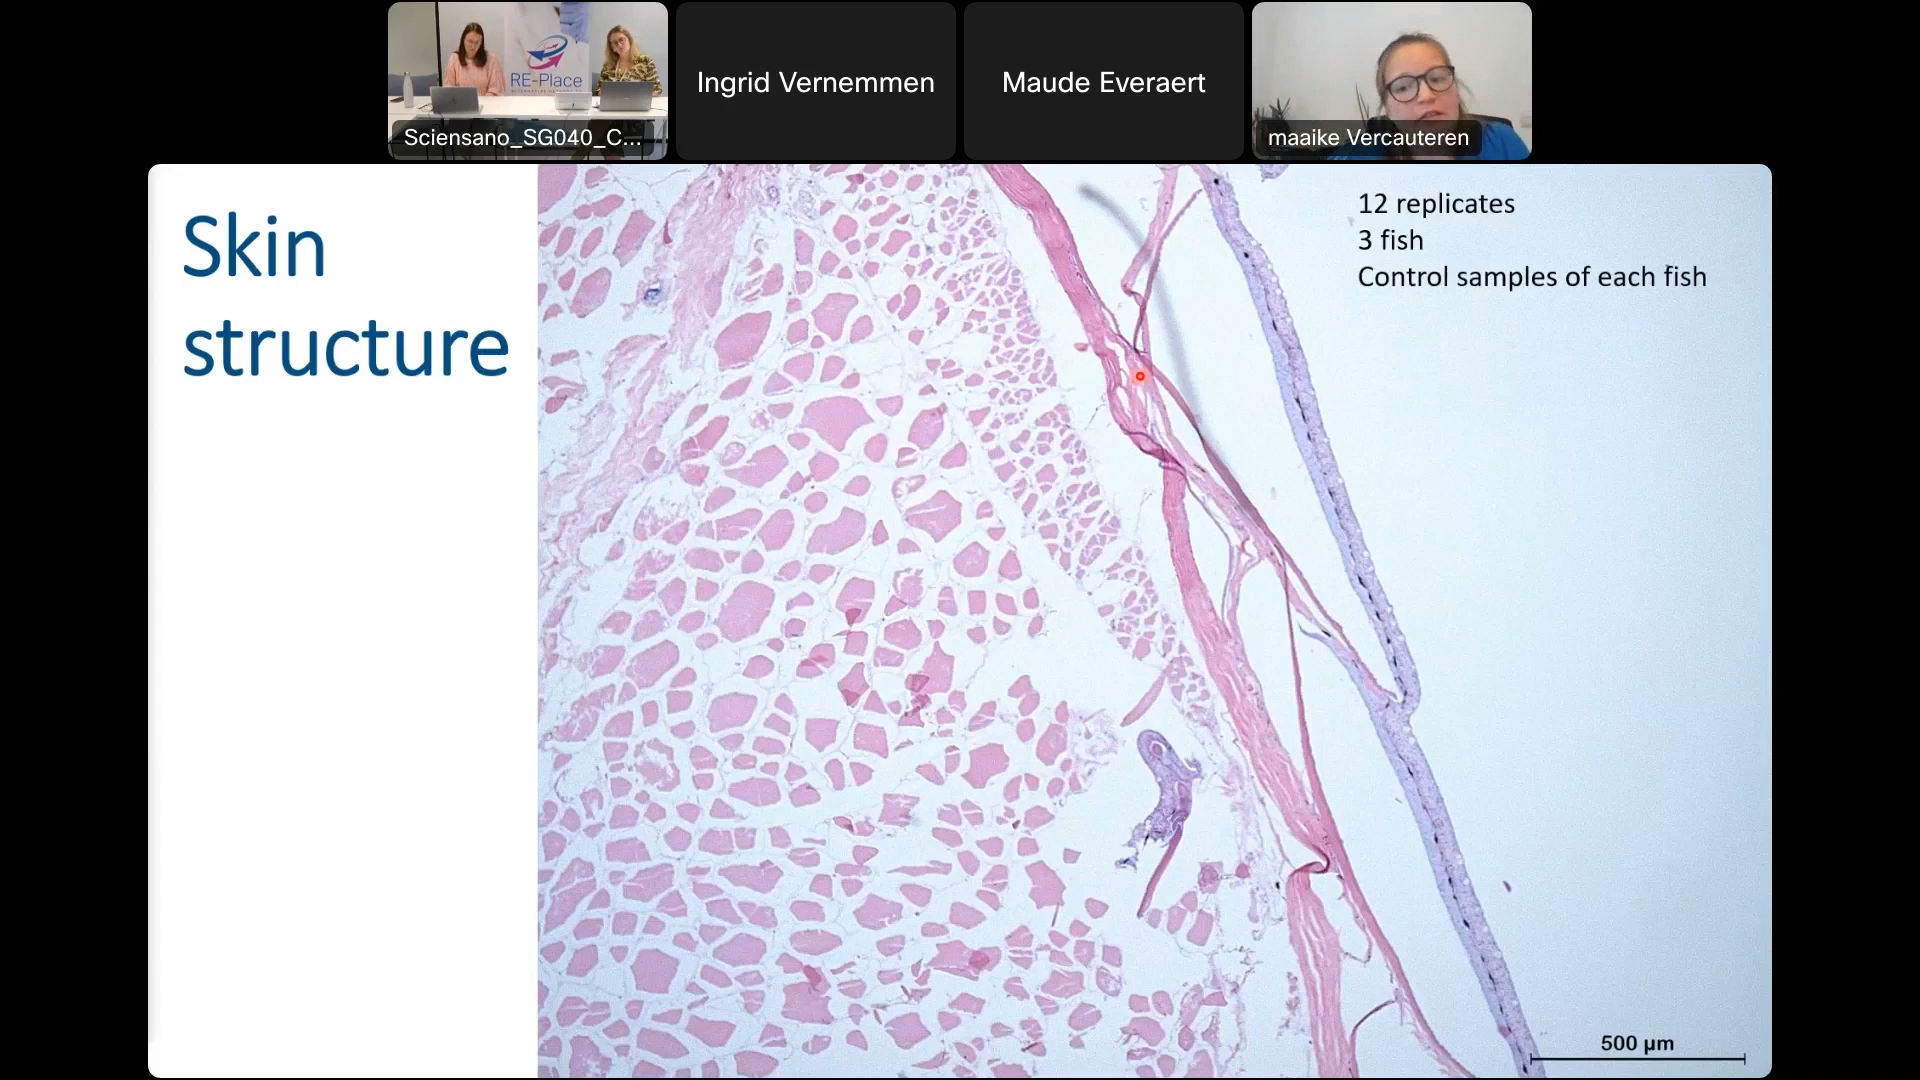 RE-Place
Sciensano_SG040_C...
Ingrid Vernemmen
Maude Everaert
maaike Vercauteren
Skin
structure
12 replicates
3 fish
Control samples of each fish
500 µm